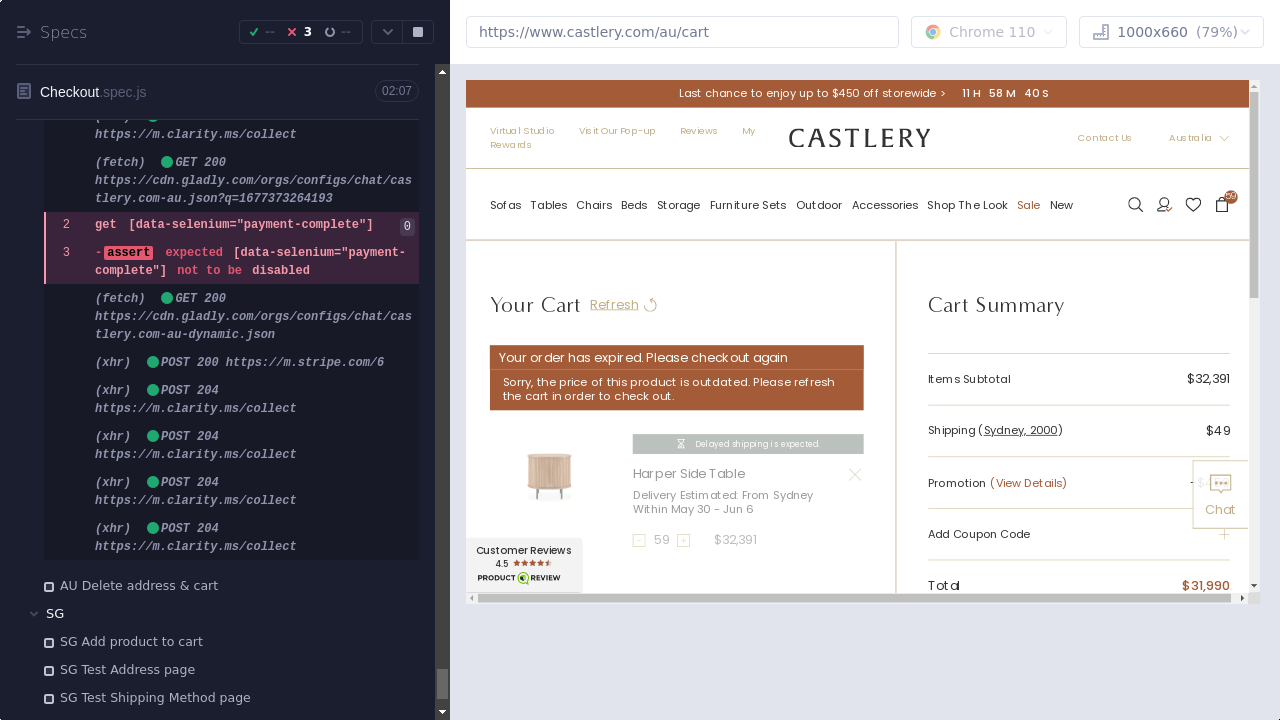 Specs
--
3
--
https://www.castlery.com/au/cart
Chrome 110
1000x660 (79%)
Checkout.spec.js
02:07
https://m.clarity.ms/collect
(fetch) GET 200
https://cdn.gladly.com/orgs/configs/chat/cas
tlery.com-au.json?q=1677373264193
2 get [data-selenium="payment-complete"] 0
3 -assert expected [data-selenium="payment-
complete"] not to be disabled
(fetch) GET 200
https://cdn.gladly.com/orgs/configs/chat/cas
tlery.com-au-dynamic.json
(xhr) POST 200 https://m.stripe.com/6
(xhr) POST 204
https://m.clarity.ms/collect
(xhr) POST 204
https://m.clarity.ms/collect
(xhr) POST 204
https://m.clarity.ms/collect
(xhr) POST 204
https://m.clarity.ms/collect
AU Delete address & cart
SG
SG Add product to cart
SG Test Address page
SG Test Shipping Method page
Last chance to enjoy up to $450 off storewide > 11 H 58 M 40 S
Virtual Studio Visit Our Pop-up Reviews My
Rewards
CASTLERY
Contact Us Australia
Sofas Tables Chairs Beds Storage Furniture Sets Outdoor Accessories Shop The Look Sale New
59
Your Cart Refresh
Your order has expired. Please check out again
Sorry, the price of this product is outdated. Please refresh
the cart in order to check out.
Delayed shipping is expected.
Harper Side Table
Delivery Estimated: From Sydney
Within May 30 - Jun 6
- 59 + $32,391
Customer Reviews
4.5
PRODUCT REVIEW
Cart Summary
Items Subtotal $32,391
Shipping (Sydney, 2000) $49
Promotion (View Details)
Chat
Add Coupon Code
Total $31,990